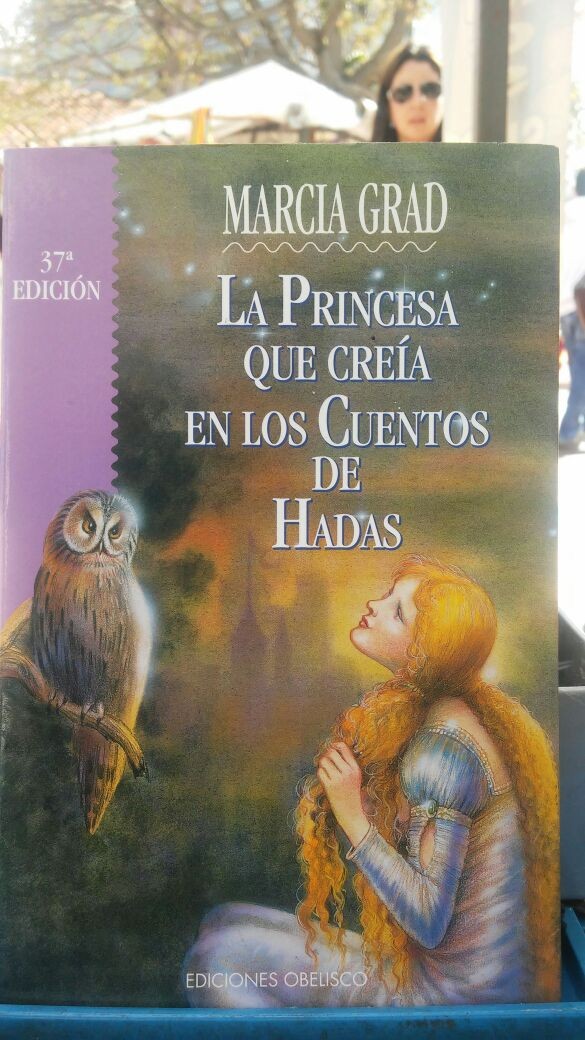 MARCIA GRAD
37ª
EDICIÓN
LA PRINCESA
QUE CREÍA
EN LOS CUENTOS
DE
HADAS
EDICIONES OBELISCO